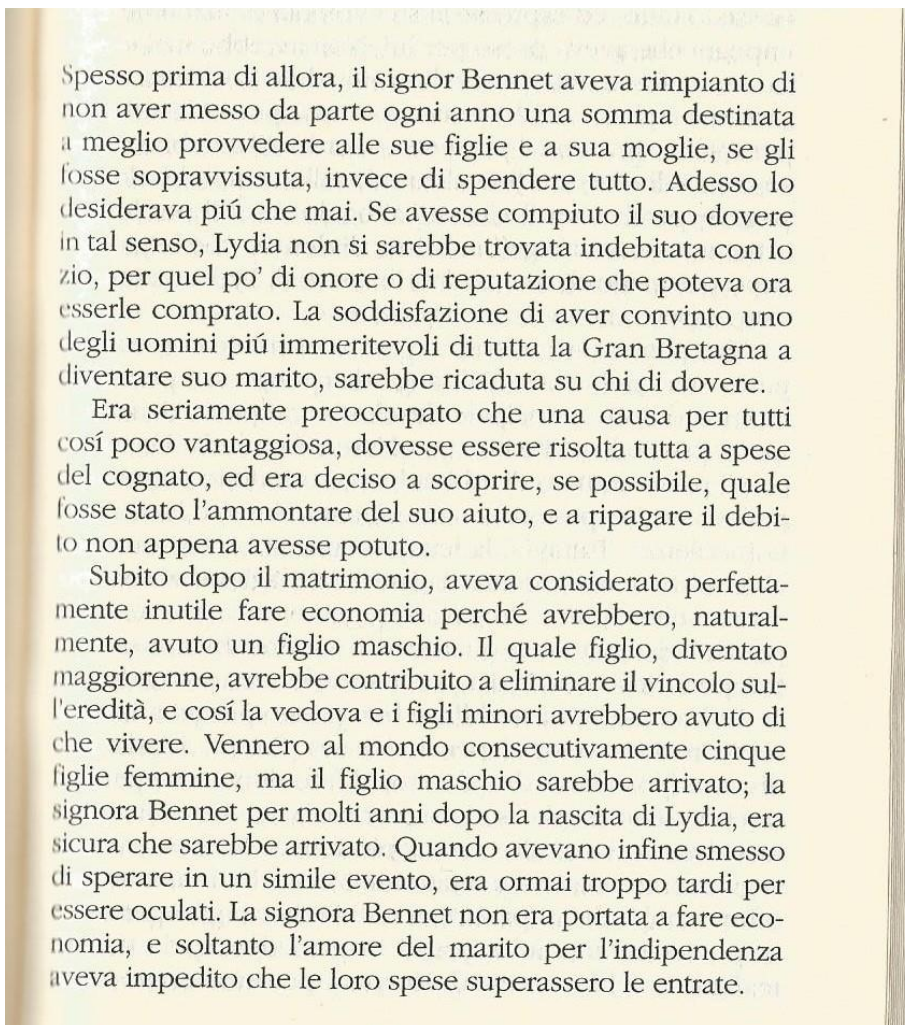 Spesso prima di allora, il signor Bennet aveva rimpianto di
non aver messo da parte ogni anno una somma destinata
a meglio provvedere alle sue figlie e a sua moglie, se gli
fosse sopravvissuta, invece di spendere tutto. Adesso lo
desiderava piú che mai. Se avesse compiuto il suo dovere
in tal senso, Lydia non si sarebbe trovata indebitata con lo
zio, per quel po' di onore o di reputazione che poteva ora
esserle comprato. La soddisfazione di aver convinto uno
degli uomini piú immeritevoli di tutta la Gran Bretagna a
diventare suo marito, sarebbe ricaduta su chi di dovere.
Era seriamente preoccupato che una causa per tutti
cosí poco vantaggiosa, dovesse essere risolta tutta a spese
del cognato, ed era deciso a scoprire, se possibile, quale
fosse stato l'ammontare del suo aiuto, e a ripagare il debi-
to non appena avesse potuto.
Subito dopo il matrimonio, aveva considerato perfetta-
mente inutile fare economia perché avrebbero, natural-
mente, avuto un figlio maschio. Il quale figlio, diventato
maggiorenne, avrebbe contribuito a eliminare il vincolo sul-
l'eredità, e cosí la vedova e i figli minori avrebbero avuto di
che vivere. Vennero al mondo consecutivamente cinque
figlie femmine, ma il figlio maschio sarebbe arrivato; la
signora Bennet per molti anni dopo la nascita di Lydia, era
sicura che sarebbe arrivato. Quando avevano infine smesso
di sperare in un simile evento, era ormai troppo tardi per
essere oculati. La signora Bennet non era portata a fare eco-
nomia, e soltanto l'amore del marito per l'indipendenza
aveva impedito che le loro spese superassero le entrate.